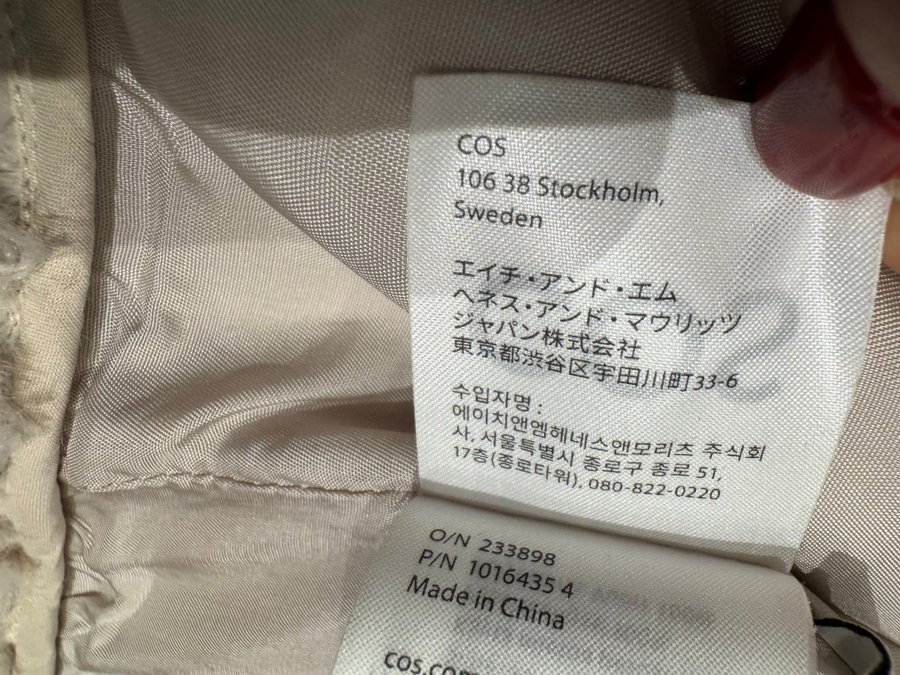 COS
106 38 Stockholm,
Sweden
エイチ・アンド・エム
ヘネス・アンド・マウリッツ
ジャパン株式会社
東京都渋谷区宇田川町33-6
수입자명 :
에이치앤엠헤네스앤모리츠 주식회
사, 서울특별시 종로구 종로 51,
17층(종로타워), 080-822-0220
O/N 233898
P/N 1016435 4
Made in China
cos.com